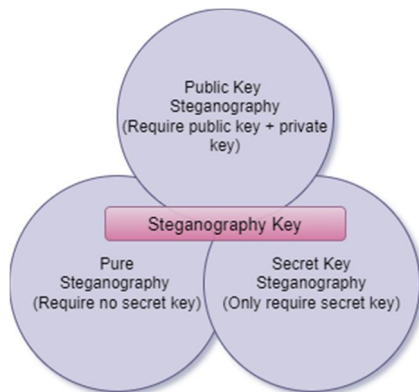 Public Key
Steganography
(Require public key + private
key)
Steganography Key
Pure
Steganography
(Require no secret key)
Secret Key
Steganography
(Only require secret key)